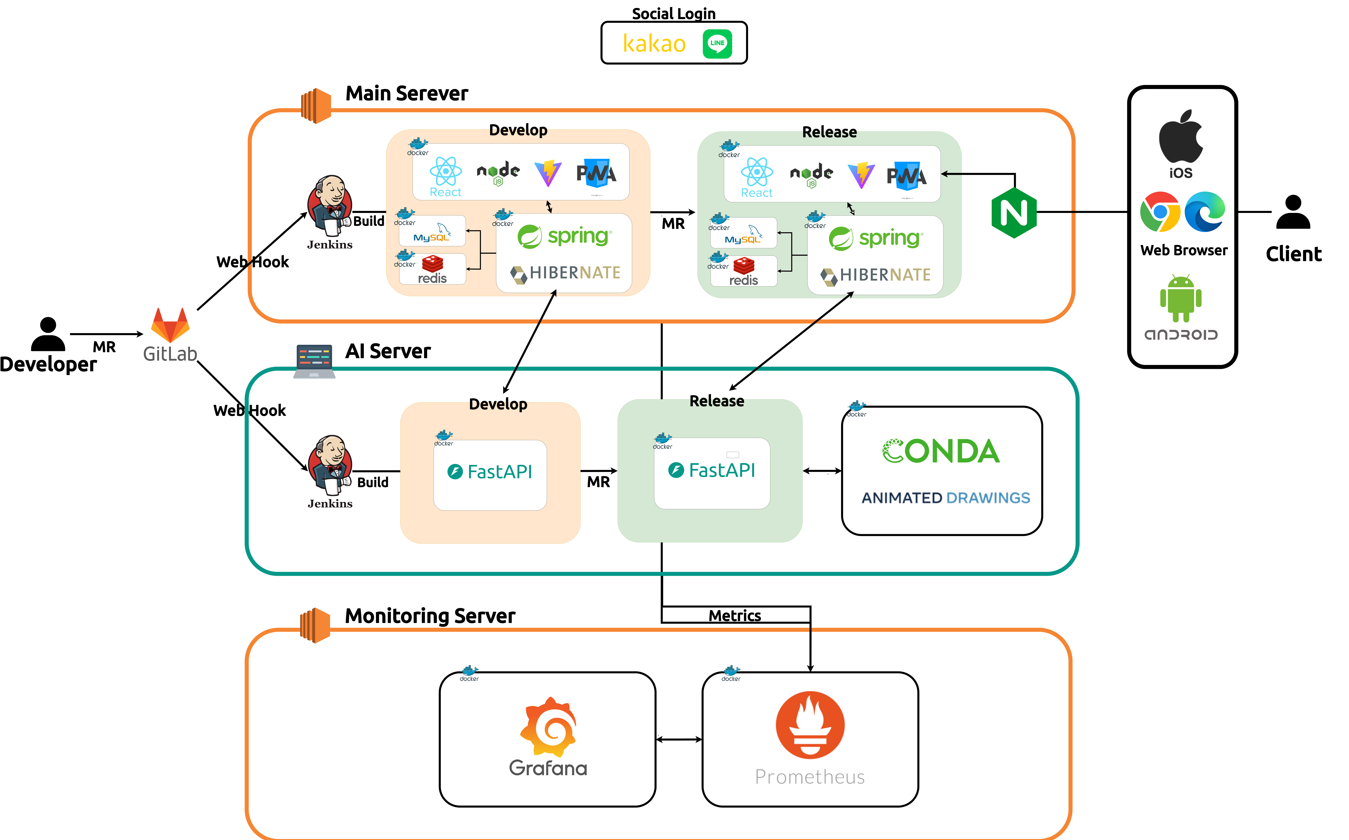 Social Login
kakao LINE
Main Serever
Develop
docker
React
node
JS
PWA
docker
MySQL
docker
redis
docker
spring
HIBERNATE
Release
docker
React
node
JS
PWA
docker
MySQL
docker
redis
docker
spring
HIBERNATE
MR
N
iOS
Web Browser
ANDROID
Client
Jenkins
Build
Web Hook
Developer
MR
GitLab
Web Hook
AI Server
Jenkins
Build
Develop
docker
FastAPI
MR
Release
docker
FastAPI
docker
CONDA
ANIMATED DRAWINGS
Metrics
Monitoring Server
docker
Grafana
docker
Prometheus